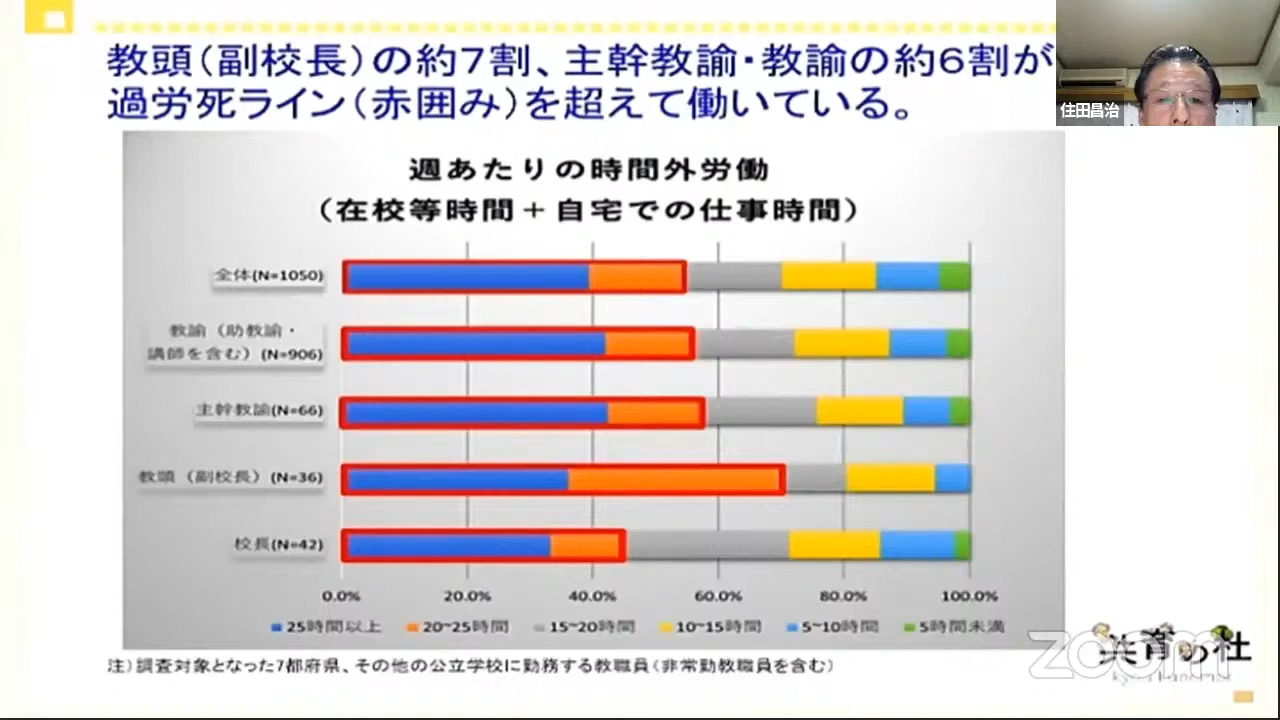 教頭（副校長）の約７割、主幹教諭・教諭の約６割が
過労死ライン（赤囲み）を超えて働いている。
住田昌治
週あたりの時間外労働
（在校等時間＋自宅での仕事時間）
全体(N=1050)
教諭（助教諭・
講師を含む）(N=906)
主幹教諭(N=66)
教頭（副校長）(N=36)
校長(N=42)
0.0% 20.0% 40.0% 60.0% 80.0% 100.0%
25時間以上 20~25時間 15~20時間 10~15時間 5~10時間 5時間未満
注）調査対象となった7都府県、その他の公立学校に勤務する教職員（非常勤教職員を含む）
共育の杜
zoom